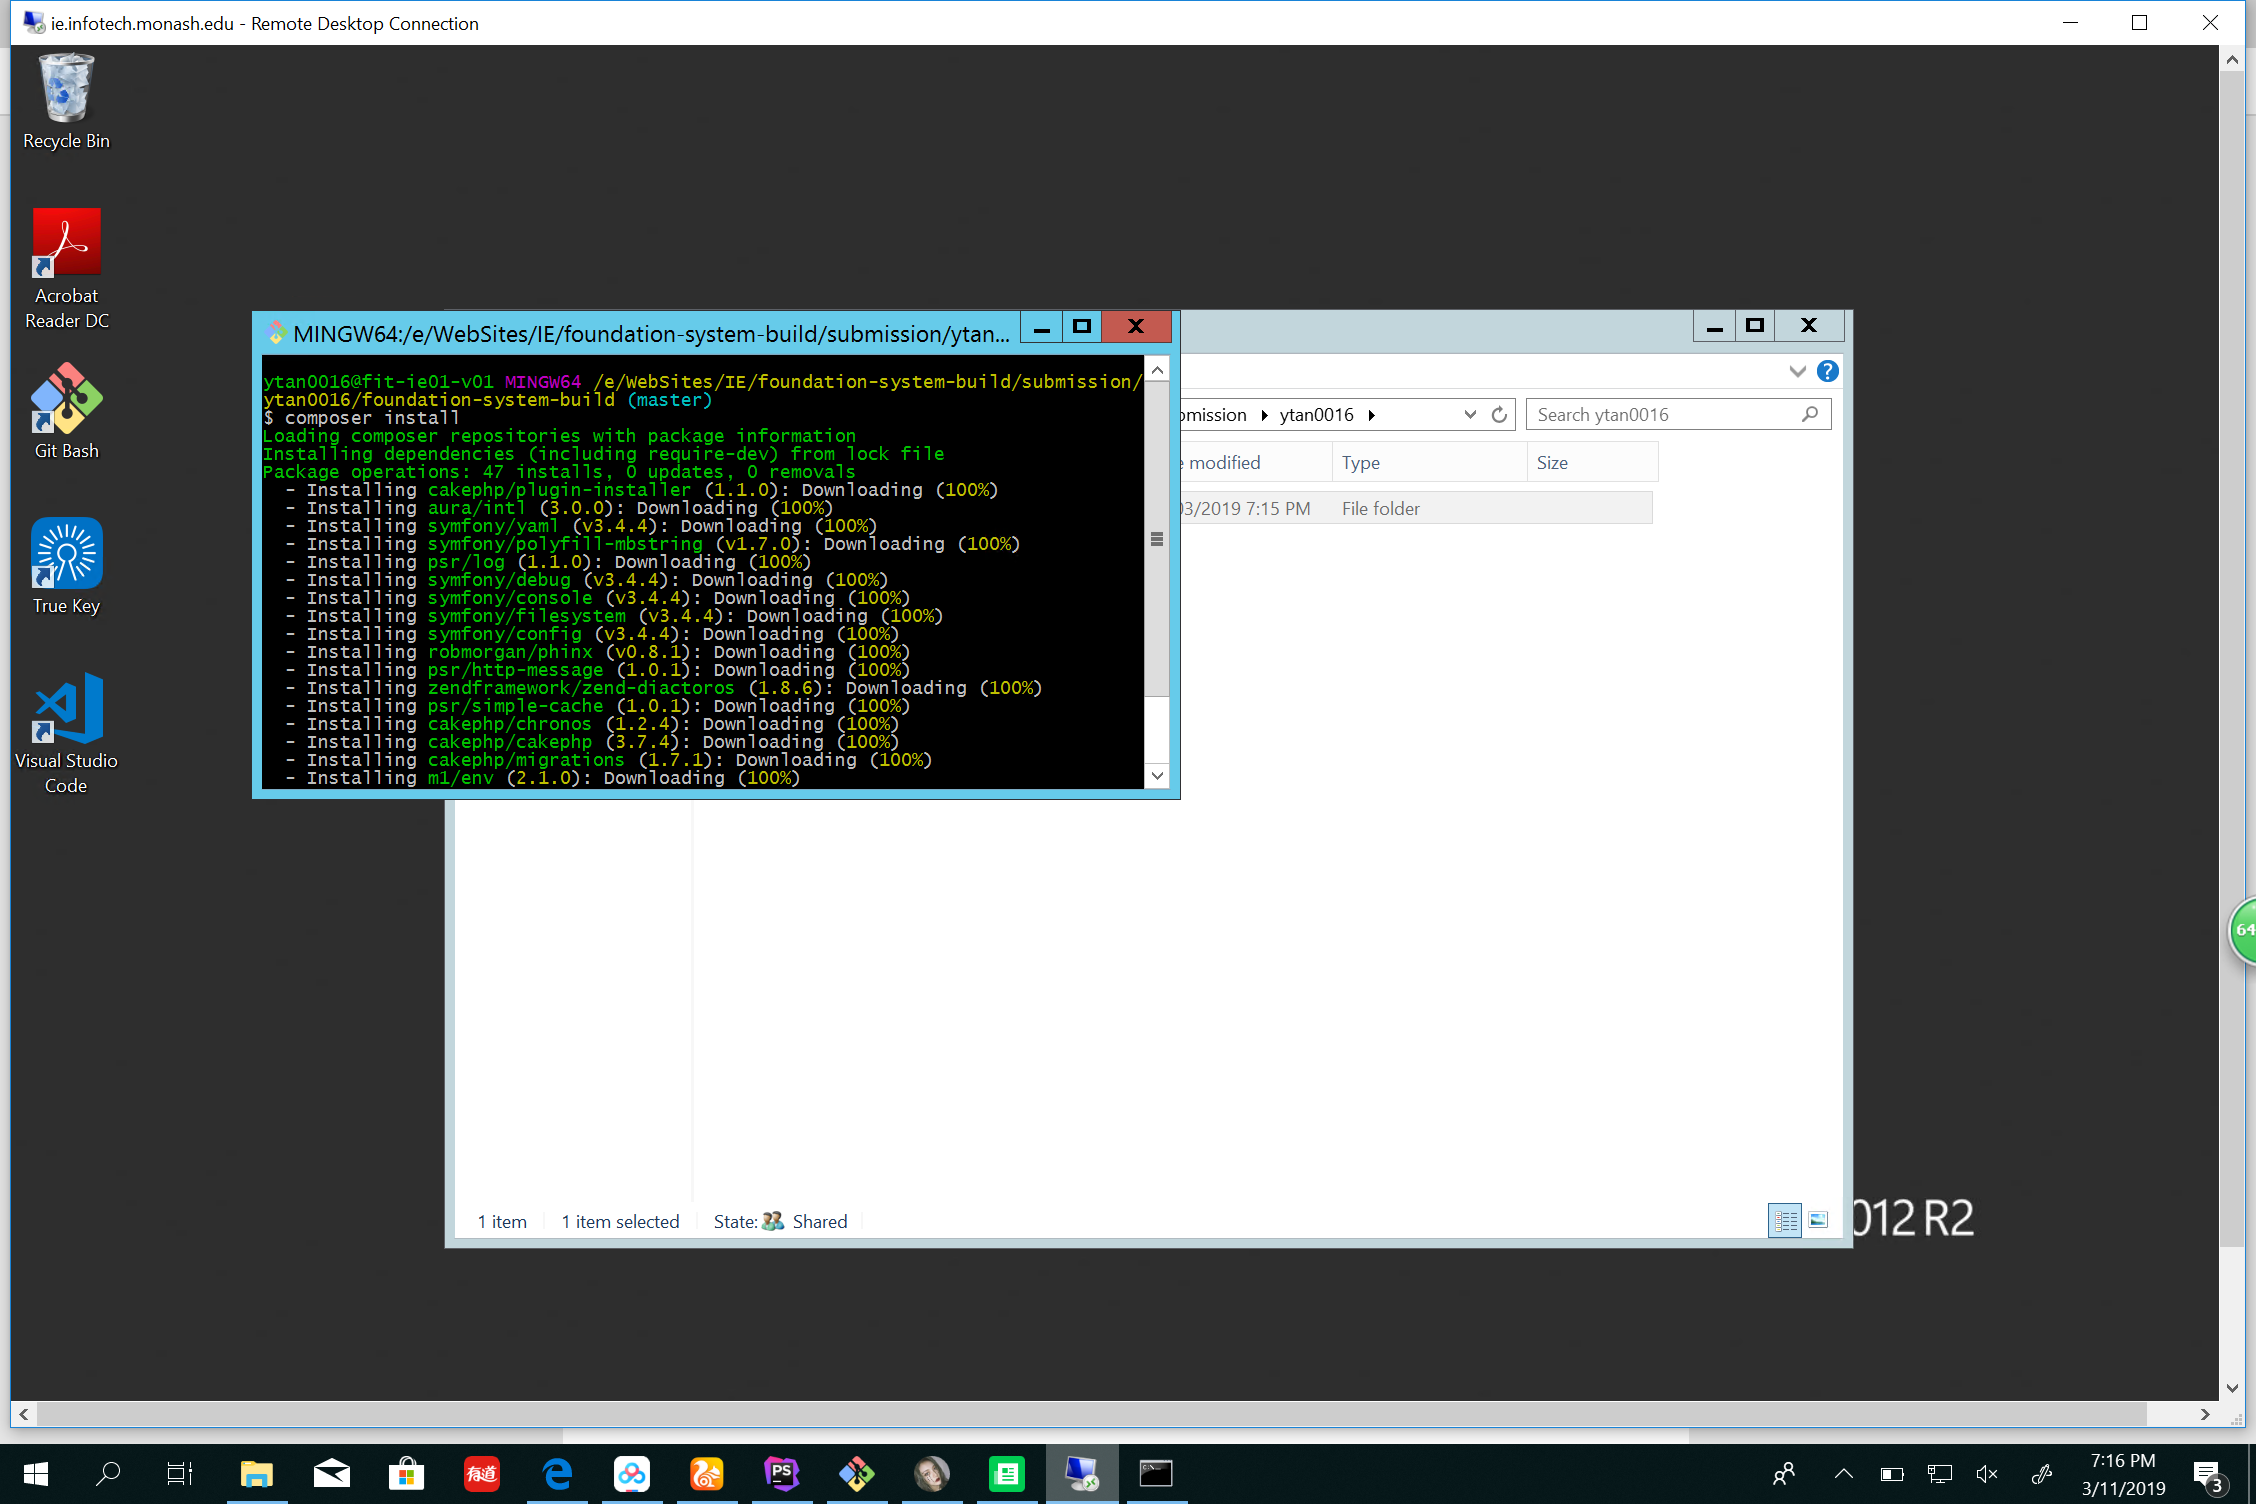 ie.infotech.monash.edu - Remote Desktop Connection
Recycle Bin
Acrobat
Reader DC
Git Bash
True Key
Visual Studio
Code
MINGW64:/e/WebSites/IE/foundation-system-build/submission/ytan...
ytan0016@fit-ie01-v01 MINGW64 /e/WebSites/IE/foundation-system-build/submission/
ytan0016/foundation-system-build (master)
$ composer install
Loading composer repositories with package information
Installing dependencies (including require-dev) from lock file
Package operations: 47 installs, 0 updates, 0 removals
- Installing cakephp/plugin-installer (1.1.0): Downloading (100%)
- Installing aura/intl (3.0.0): Downloading (100%)
- Installing symfony/yaml (v3.4.4): Downloading (100%)
- Installing symfony/polyfill-mbstring (v1.7.0): Downloading (100%)
- Installing psr/log (1.1.0): Downloading (100%)
- Installing symfony/debug (v3.4.4): Downloading (100%)
- Installing symfony/console (v3.4.4): Downloading (100%)
- Installing symfony/filesystem (v3.4.4): Downloading (100%)
- Installing symfony/config (v3.4.4): Downloading (100%)
- Installing robmorgan/phinx (v0.8.1): Downloading (100%)
- Installing psr/http-message (1.0.1): Downloading (100%)
- Installing zendframework/zend-diactoros (1.8.6): Downloading (100%)
- Installing psr/simple-cache (1.0.1): Downloading (100%)
- Installing cakephp/chronos (1.2.4): Downloading (100%)
- Installing cakephp/cakephp (3.7.4): Downloading (100%)
- Installing cakephp/migrations (1.7.1): Downloading (100%)
- Installing m1/env (2.1.0): Downloading (100%)
bmission ytan0016
Search ytan0016
modified Type Size
03/2019 7:15 PM File folder
1 item 1 item selected State: Shared
012 R2
64
有道
PS
7:16 PM
3/11/2019
3